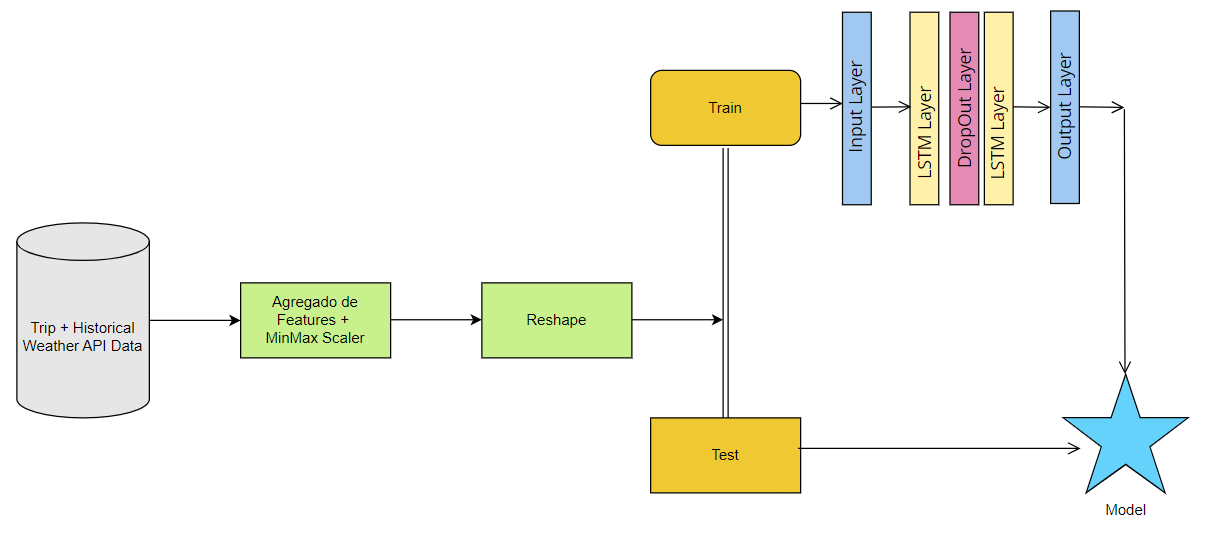 Trip + Historical
Weather API Data
Agregado de
Features +
MinMax Scaler
Reshape
Train
Test
Input Layer
LSTM Layer
DropOut Layer
LSTM Layer
Output Layer
Model